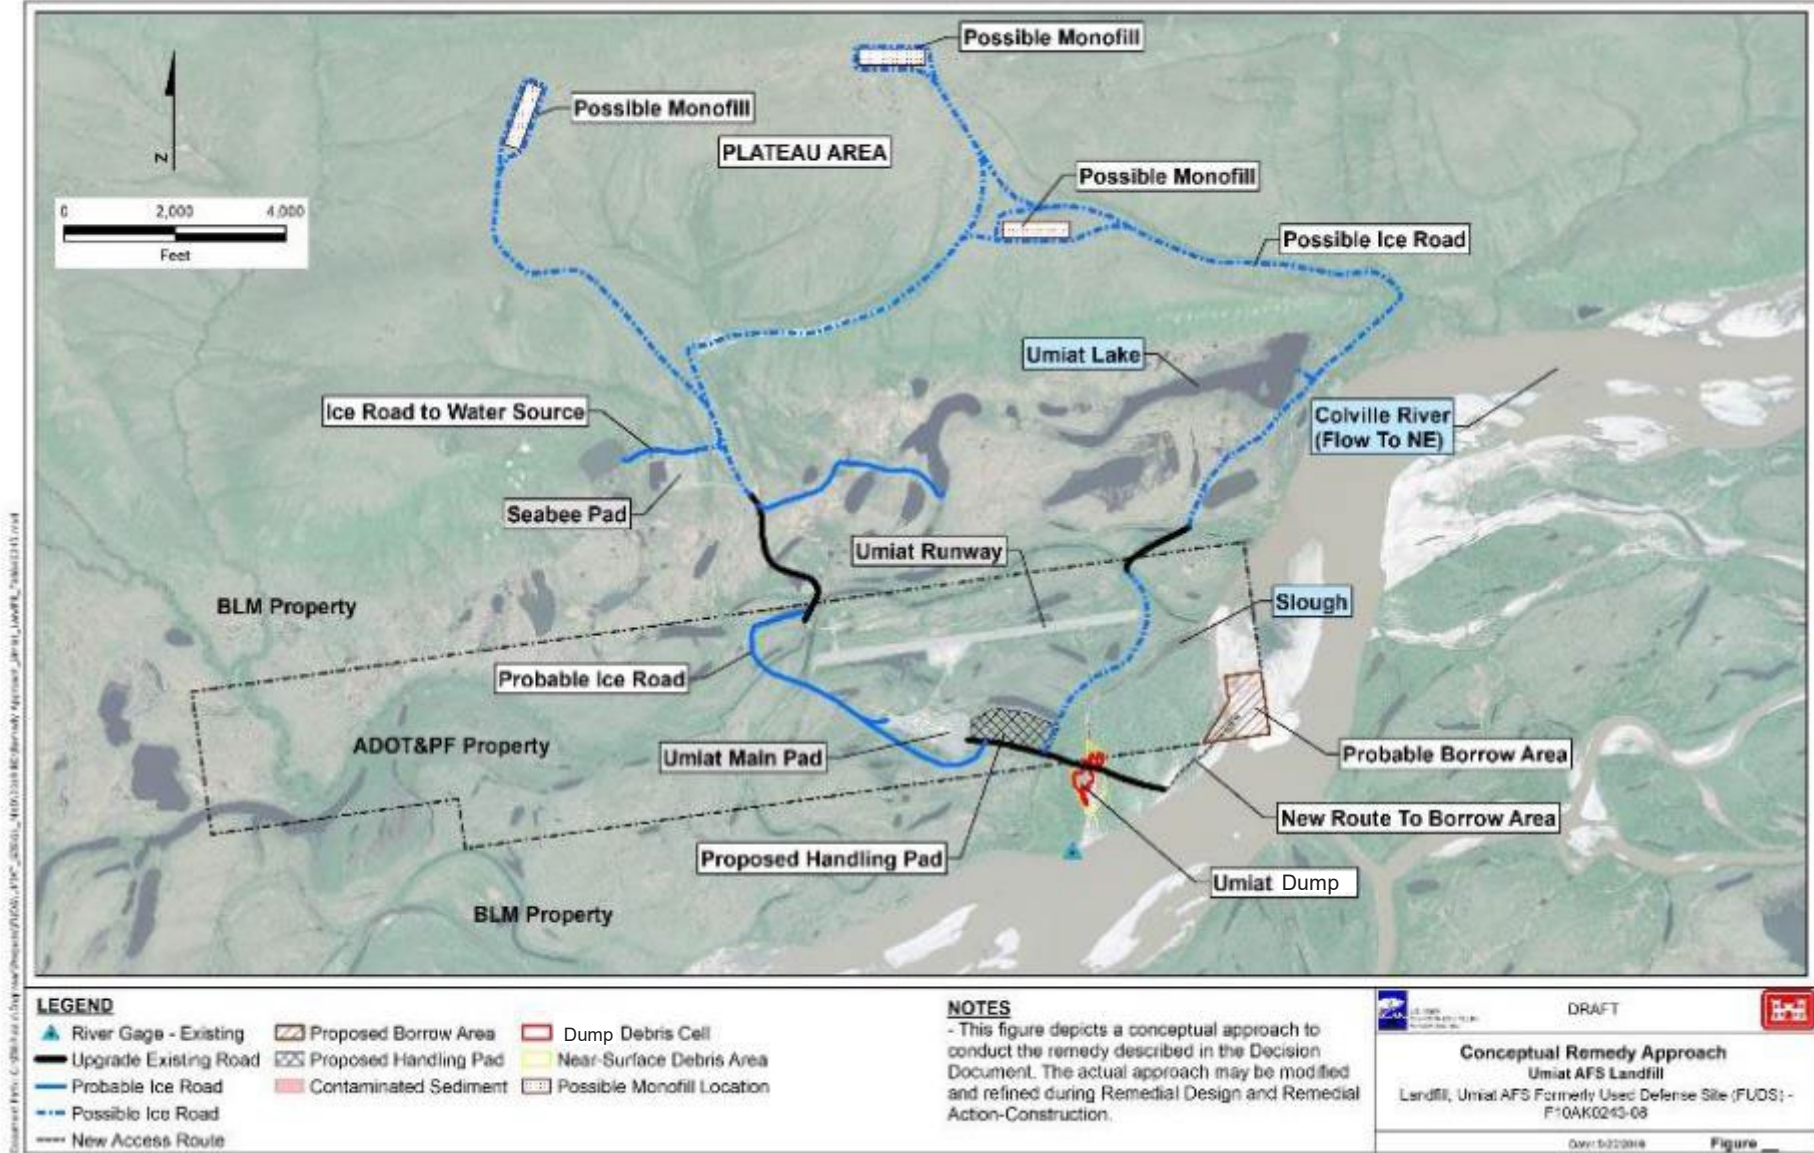 Possible Monofill
Possible Monofill
PLATEAU AREA
Possible Monofill
N
0 2,000 4,000
Feet
Possible Ice Road
Umiat Lake
Ice Road to Water Source
Colville River
(Flow To NE)
Seabee Pad
Umiat Runway
BLM Property
Slough
Probable Ice Road
ADOT&PF Property
Umiat Main Pad
Probable Borrow Area
New Route To Borrow Area
Proposed Handling Pad
Umiat Dump
BLM Property
LEGEND
River Gage - Existing
Upgrade Existing Road
Probable Ice Road
Possible Ice Road
New Access Route
Proposed Borrow Area
Proposed Handling Pad
Contaminated Sediment
Dump Debris Cell
Near-Surface Debris Area
Possible Monofill Location
NOTES
- This figure depicts a conceptual approach to
conduct the remedy described in the Decision
Document. The actual approach may be modified
and refined during Remedial Design and Remedial
Action-Construction.
DRAFT
Conceptual Remedy Approach
Umiat AFS Landfill
Landfill, Umiat AFS Formerly Used Defense Site (FUDS) -
F10AK0243-08
Figure __